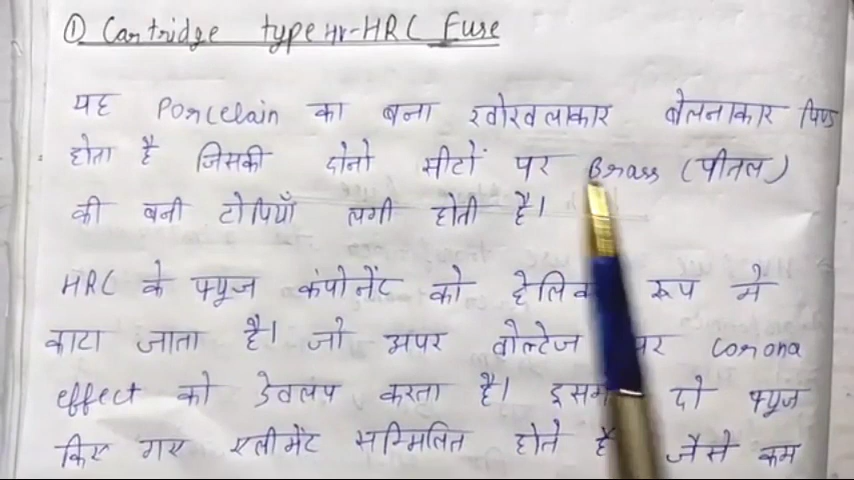 ① Cartridge type HV-HRC Fuse
यह Porcelain का बना खोखलाकार बेलनाकार पिण्ड
होता है जिसकी दोनो सीटों पर Brass (पीतल)
की बनी टोपियाँ लगी होती है।
HRC के फ्यूज कंपोनेंट को हेलिक रूप मे
काटा जाता है। जो अपर वोल्टेज पर corona
effect को डेवलप करता है। इसमे दो फ्यूज
किए गए एलीमेंट सम्मिलित होते है जैसे कम